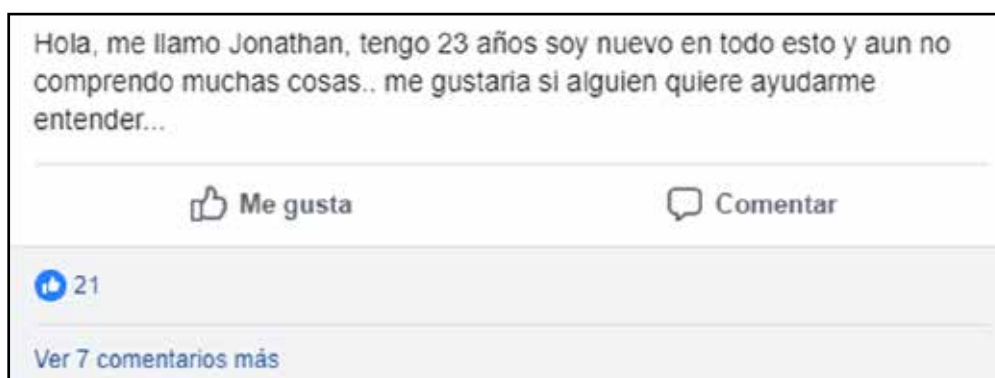 Hola, me llamo Jonathan, tengo 23 años soy nuevo en todo esto y aun no
comprendo muchas cosas.. me gustaria si alguien quiere ayudarme
entender...
Me gusta
Comentar
21
Ver 7 comentarios más